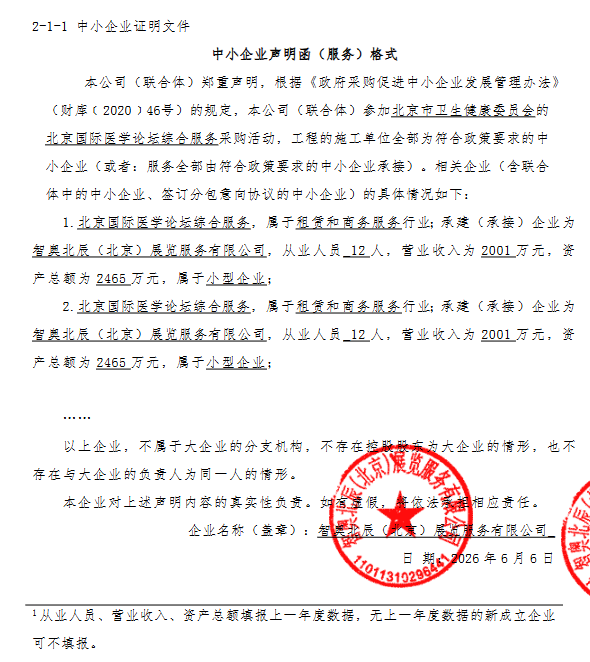 2-1-1 中小企业证明文件
中小企业声明函（服务）格式
本公司（联合体）郑重声明，根据《政府采购促进中小企业发展管理办法》
（财库﹝2020﹞46号）的规定，本公司（联合体）参加北京市卫生健康委员会的
北京国际医学论坛综合服务采购活动，工程的施工单位全部为符合政策要求的中
小企业（或者：服务全部由符合政策要求的中小企业承接）。相关企业（含联合
体中的中小企业、签订分包意向协议的中小企业）的具体情况如下：
1.北京国际医学论坛综合服务，属于租赁和商务服务行业；承建（承接）企业为
智奥北辰（北京）展览服务有限公司，从业人员 12 人，营业收入为 2001 万元，资
产总额为 2465 万元，属于小型企业；
2.北京国际医学论坛综合服务，属于租赁和商务服务行业；承建（承接）企业为
智奥北辰（北京）展览服务有限公司，从业人员 12 人，营业收入为 2001 万元，资
产总额为 2465 万元，属于小型企业；
……
以上企业，不属于大企业的分支机构，不存在控股股东为大企业的情形，也不
存在与大企业的负责人为同一人的情形。
本企业对上述声明内容的真实性负责。如有虚假，将依法承担相应责任。
企业名称（盖章）：智奥北辰（北京）展览服务有限公司
日 期：2026年6月6日
智奥北辰（北京）展览服务有限公司
11011310296441
智奥北辰
1从业人员、营业收入、资产总额填报上一年度数据，无上一年度数据的新成立企业
可不填报。